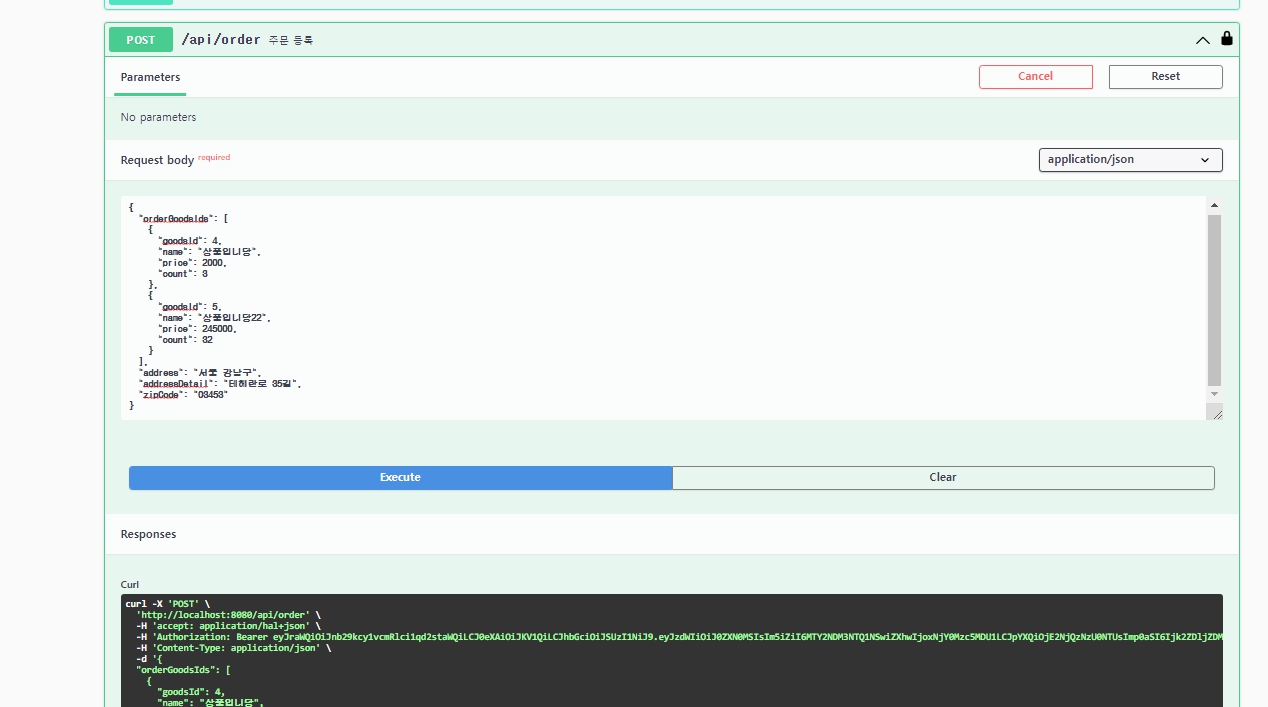 POST /api/order 주문 등록
Parameters
Cancel
Reset
No parameters
Request body required
application/json
{
"orderGoodsIds": [
{
"goodsId": 4,
"name": "상품입니당",
"price": 2000,
"count": 3
},
{
"goodsId": 5,
"name": "상품입니당22",
"price": 245000,
"count": 32
}
],
"address": "서울 강남구",
"addressDetail": "테헤란로 35길",
"zipCode": "03453"
}
Execute
Clear
Responses
Curl
curl -X 'POST' \
'http://localhost:8080/api/order' \
-H 'accept: application/hal+json' \
-H 'Authorization: Bearer
-H 'Content-Type: application/json' \
-d '{
"orderGoodsIds": [
{
"goodsId": 4,
"name": "상품입니당",